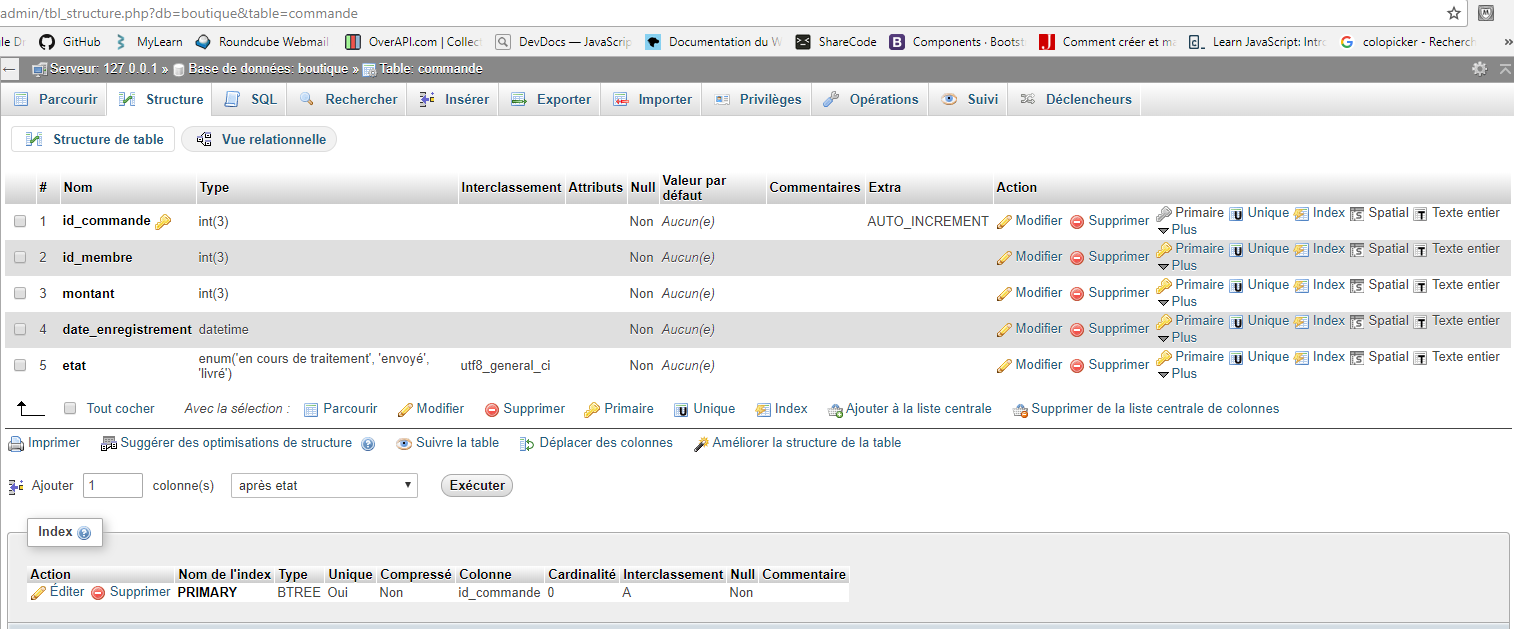 admin/tbl_structure.php?db=boutique&table=commande
le Dr GitHub MyLearn Roundcube Webmail OverAPI.com | Collect DevDocs — JavaScrip Documentation du W ShareCode Components · Bootst Comment créer et ma Learn JavaScript: Intro colopicker - Recherch »
Serveur: 127.0.0.1 » Base de données: boutique » Table: commande
Parcourir Structure SQL Rechercher Insérer Exporter Importer Privilèges Opérations Suivi Déclencheurs
Structure de table Vue relationnelle
# Nom Type Interclassement Attributs Null Valeur par défaut Commentaires Extra Action
1 id_commande int(3) Non Aucun(e) AUTO_INCREMENT Modifier Supprimer Primaire Unique Index Spatial Texte entier
Plus
2 id_membre int(3) Non Aucun(e) Modifier Supprimer Primaire Unique Index Spatial Texte entier
Plus
3 montant int(3) Non Aucun(e) Modifier Supprimer Primaire Unique Index Spatial Texte entier
Plus
4 date_enregistrement datetime Non Aucun(e) Modifier Supprimer Primaire Unique Index Spatial Texte entier
Plus
5 etat enum('en cours de traitement', 'envoyé', 'livré') utf8_general_ci Non Aucun(e) Modifier Supprimer Primaire Unique Index Spatial Texte entier
Plus
Tout cocher Avec la sélection : Parcourir Modifier Supprimer Primaire Unique Index Ajouter à la liste centrale Supprimer de la liste centrale de colonnes
Imprimer Suggérer des optimisations de structure Suivre la table Déplacer des colonnes Améliorer la structure de la table
Ajouter 1 colonne(s) après etat Exécuter
Index
Action Nom de l'index Type Unique Compressé Colonne Cardinalité Interclassement Null Commentaire
Éditer Supprimer PRIMARY BTREE Oui Non id_commande 0 A Non